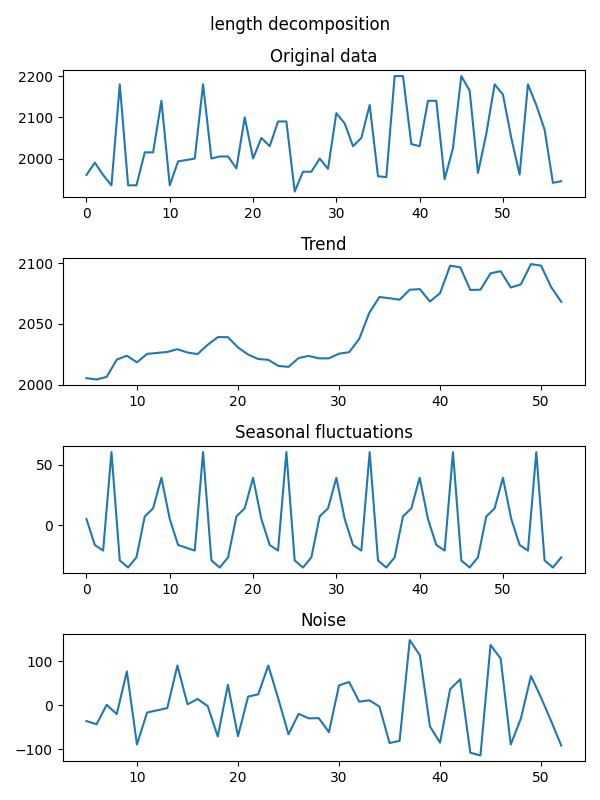 length decomposition
Original data
2200
2100
2000
0 10 20 30 40 50
Trend
2100
2050
2000
10 20 30 40 50
Seasonal fluctuations
50
0
0 10 20 30 40 50
Noise
100
0
−100
10 20 30 40 50